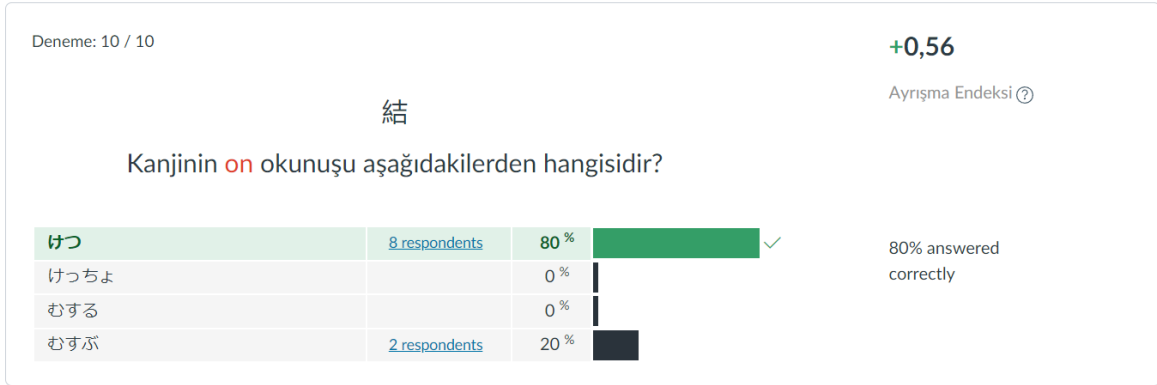 Deneme: 10 / 10
+0,56
Ayrışma Endeksi ?
結
Kanjinin on okunuşu aşağıdakilerden hangisidir?
けつ 8 respondents 80 %
けっちょ 0 %
むする 0 %
むすぶ 2 respondents 20 %
80% answered
correctly